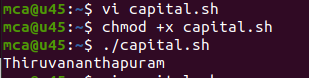 mca@u45:~$ vi capital.sh
mca@u45:~$ chmod +x capital.sh
mca@u45:~$ ./capital.sh
Thiruvananthapuram